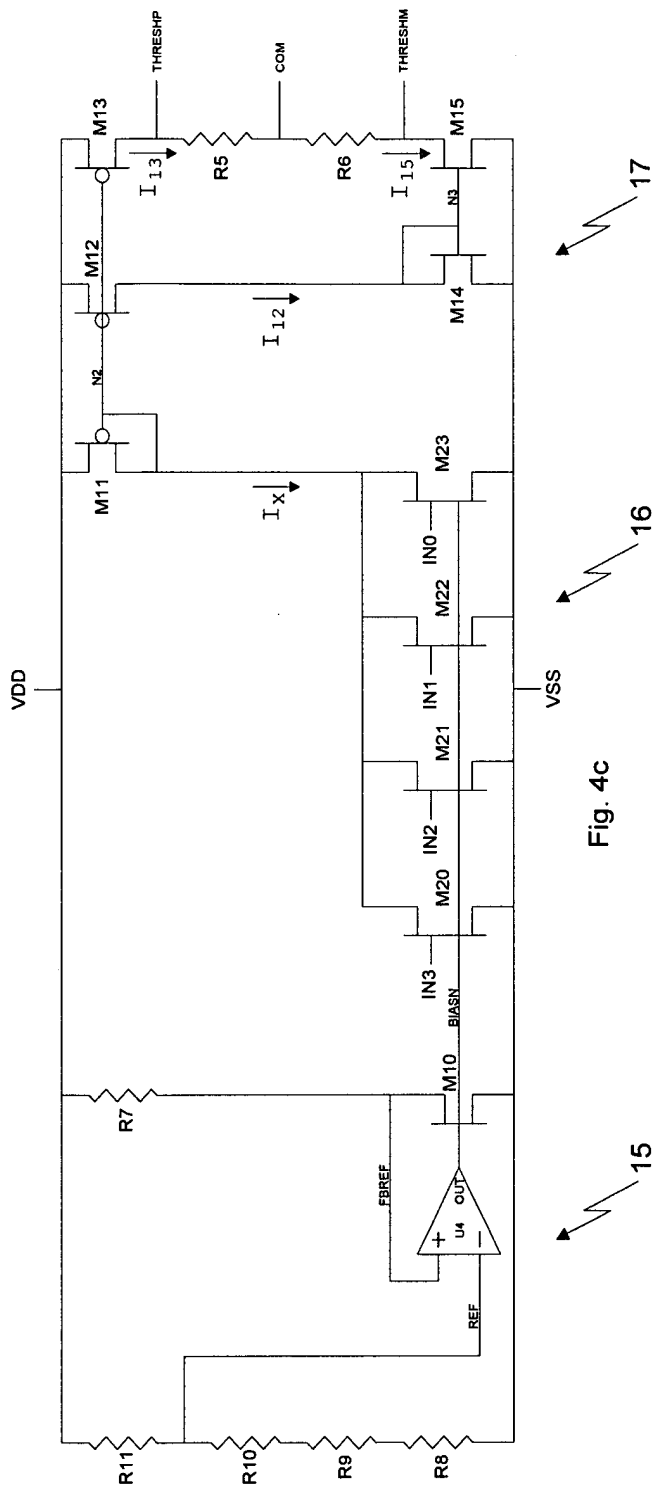 VDD
M11
N2
M12
M13
THRESHP
I13
R5
COM
R6
I15
THRESHM
I12
IX
R7
R11
R10
R9
R8
REF
FBREF
+
−
U4
OUT
M10
BIASN
IN3
M20
IN2
M21
IN1
M22
IN0
M23
M14
N3
M15
VSS
15
16
17
Fig. 4c